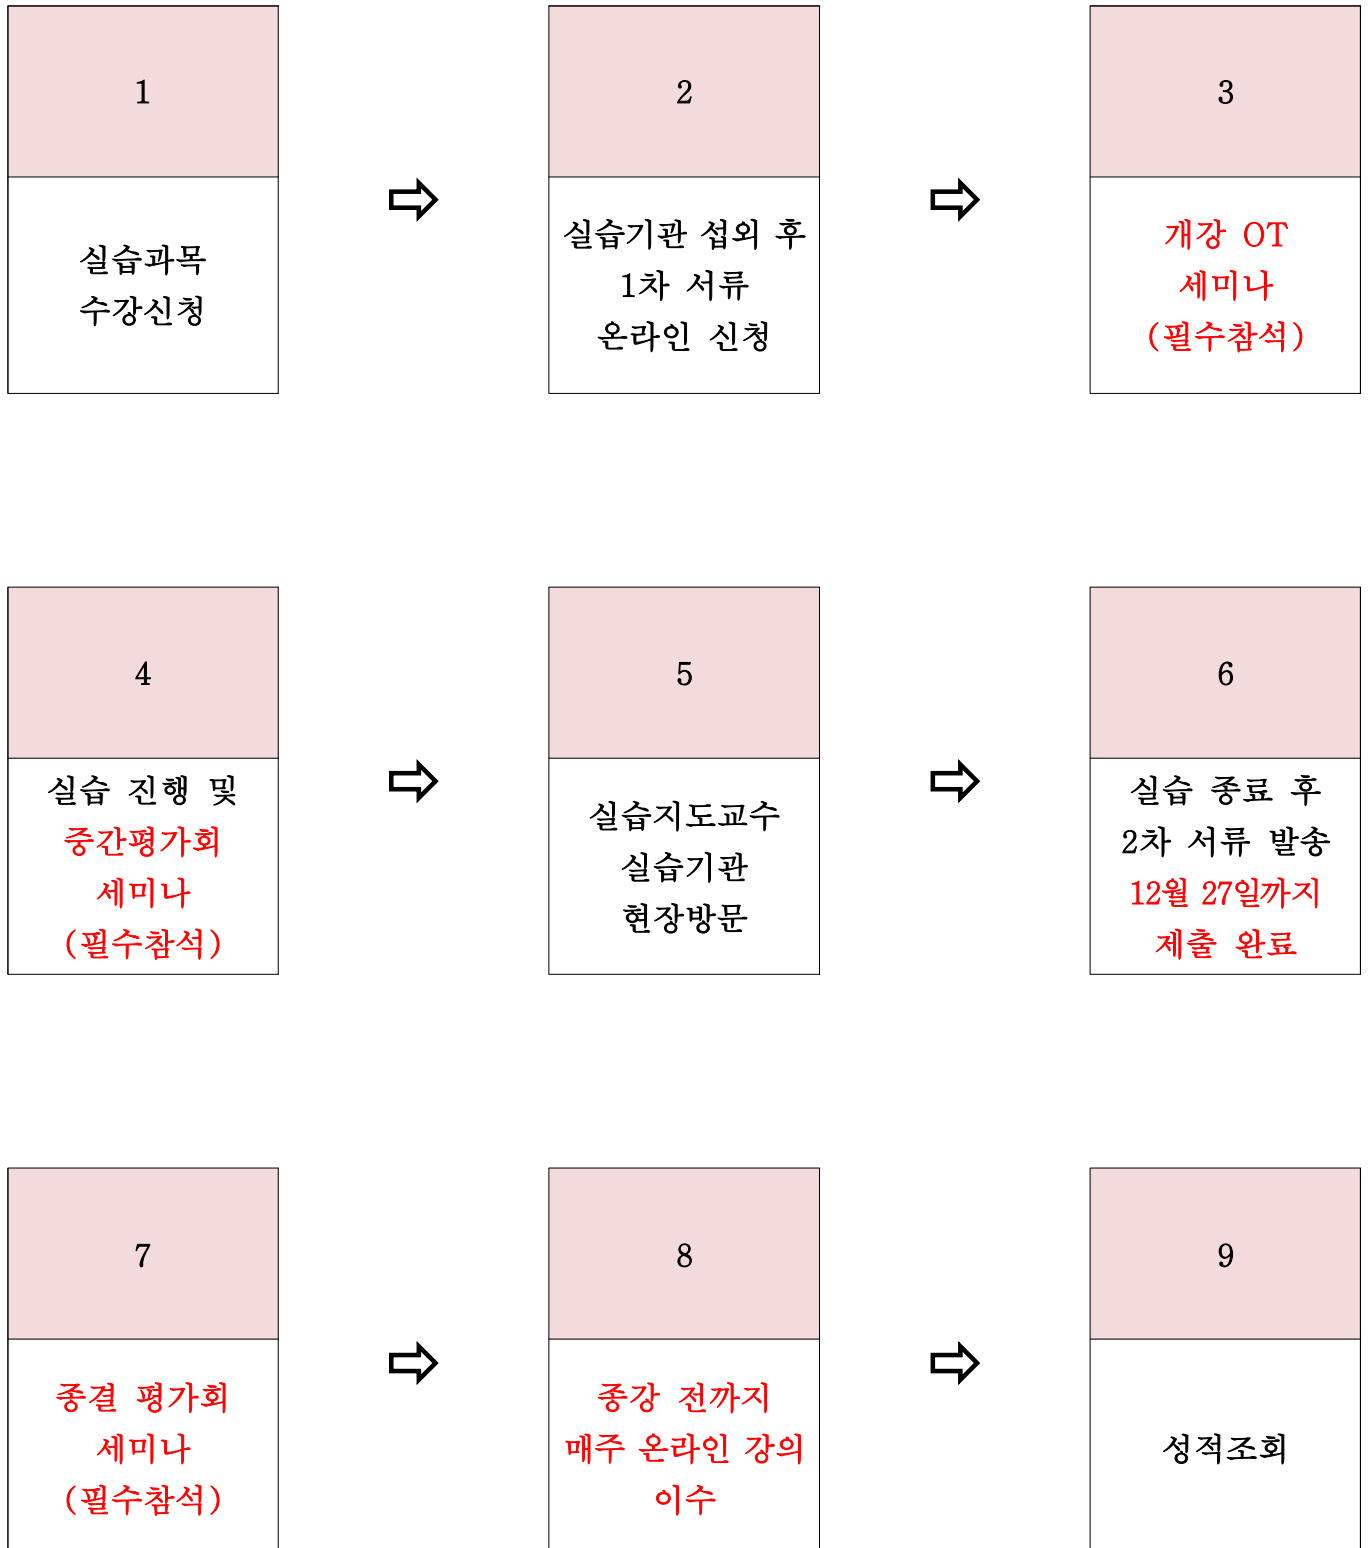 1
실습과목
수강신청
⇨
2
실습기관 섭외 후
1차 서류
온라인 신청
⇨
3
개강 OT
세미나
(필수참석)
4
실습 진행 및
중간평가회
세미나
(필수참석)
⇨
5
실습지도교수
실습기관
현장방문
⇨
6
실습 종료 후
2차 서류 발송
12월 27일까지
제출 완료
7
종결 평가회
세미나
(필수참석)
⇨
8
종강 전까지
매주 온라인 강의
이수
⇨
9
성적조회